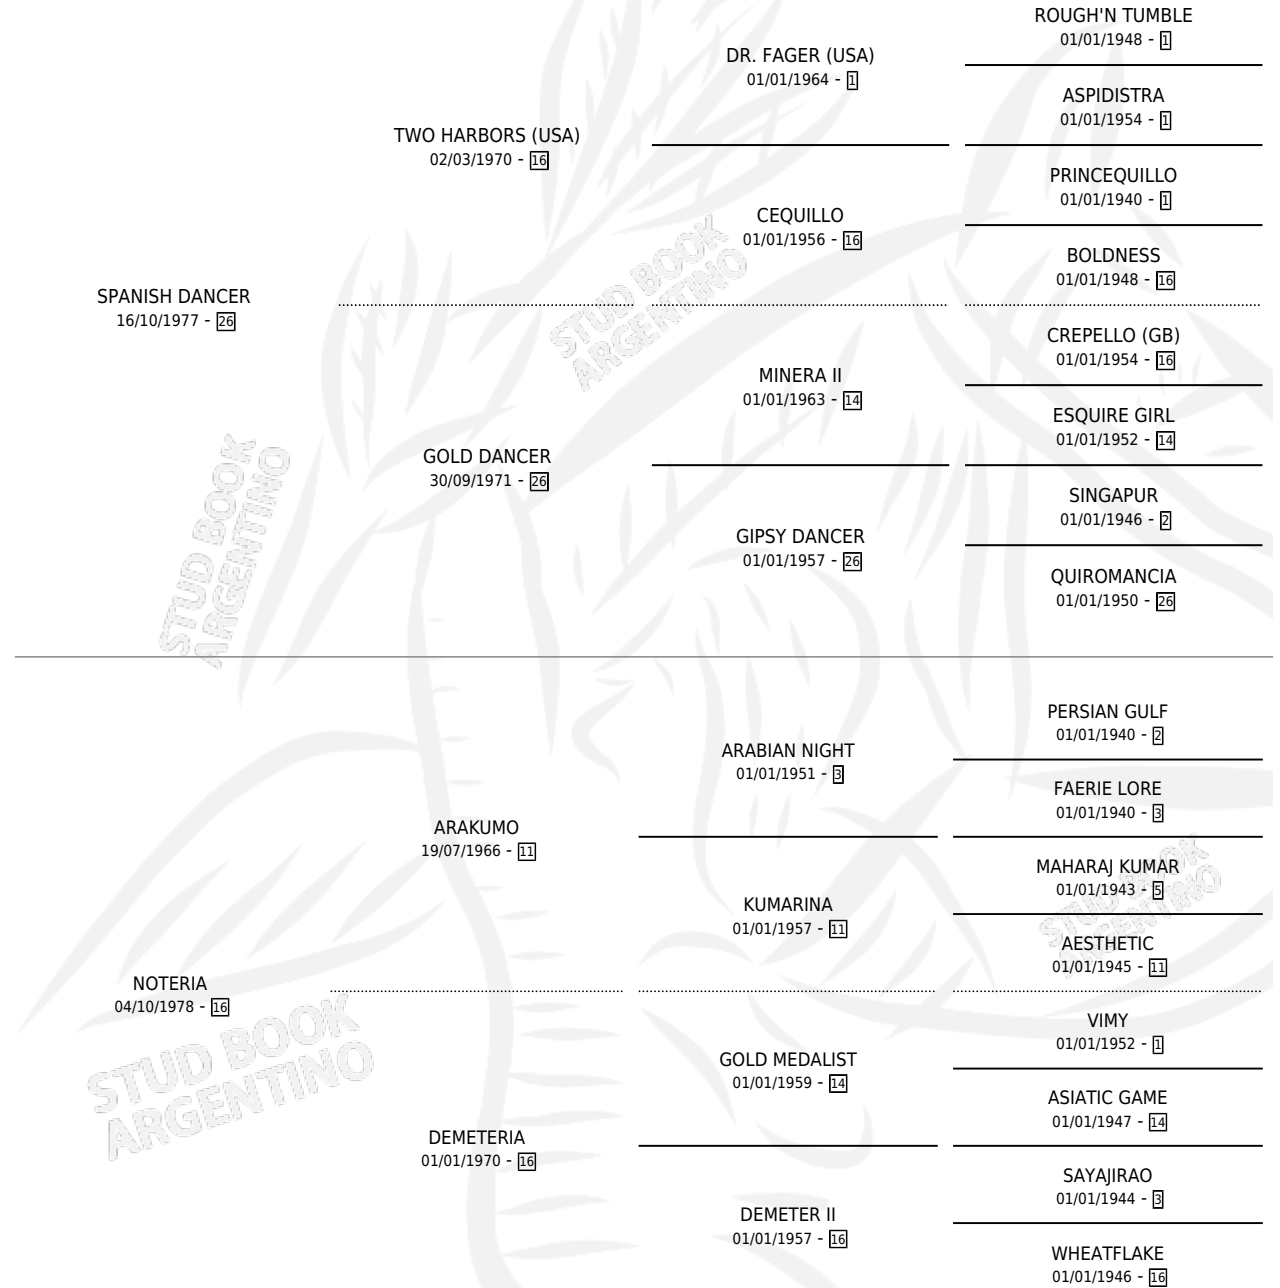 ROUGH'N TUMBLE
01/01/1948 - 1
DR. FAGER (USA)
01/01/1964 - 1
ASPIDISTRA
01/01/1954 - 1
TWO HARBORS (USA)
02/03/1970 - 16
PRINCEQUILLO
01/01/1940 - 1
CEQUILLO
01/01/1956 - 16
BOLDNESS
01/01/1948 - 16
SPANISH DANCER
16/10/1977 - 26
CREPELLO (GB)
01/01/1954 - 16
MINERA II
01/01/1963 - 14
ESQUIRE GIRL
01/01/1952 - 14
GOLD DANCER
30/09/1971 - 26
SINGAPUR
01/01/1946 - 2
GIPSY DANCER
01/01/1957 - 26
QUIROMANCIA
01/01/1950 - 26
PERSIAN GULF
01/01/1940 - 2
ARABIAN NIGHT
01/01/1951 - 3
FAERIE LORE
01/01/1940 - 3
ARAKUMO
19/07/1966 - 11
MAHARAJ KUMAR
01/01/1943 - 5
KUMARINA
01/01/1957 - 11
AESTHETIC
01/01/1945 - 11
NOTERIA
04/10/1978 - 16
VIMY
01/01/1952 - 1
GOLD MEDALIST
01/01/1959 - 14
ASIATIC GAME
01/01/1947 - 14
DEMETERIA
01/01/1970 - 16
SAYAJIRAO
01/01/1944 - 3
DEMETER II
01/01/1957 - 16
WHEATFLAKE
01/01/1946 - 16
STUD BOOK
ARGENTINO
STUD BOOK
ARGENTINO
STUD BOOK
ARGENTINO
STUD BOOK
ARGENTINO